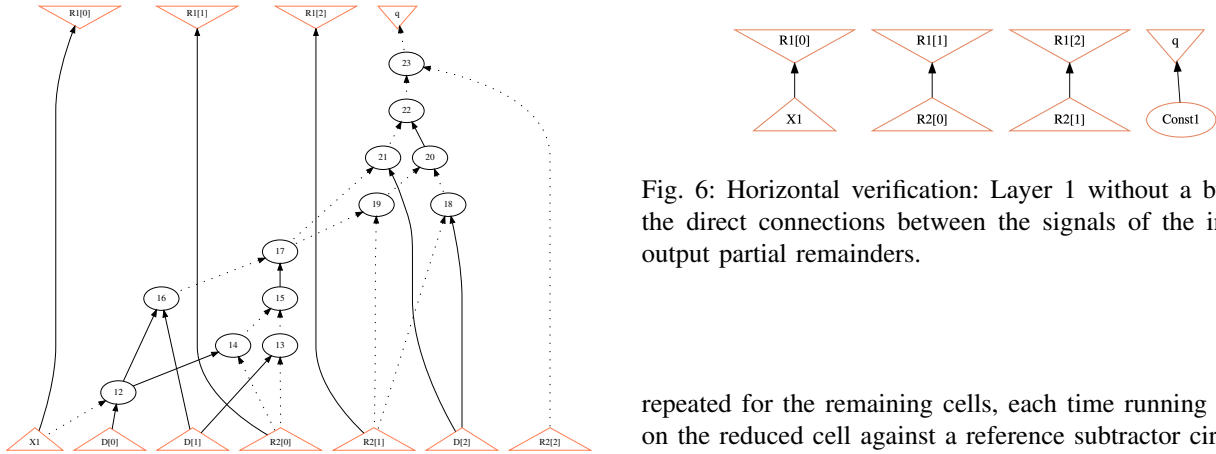 R1[0] R1[1] R1[2] q
23
22
21 20
19 18
17
16 15
14 13
12
X1 D[0] D[1] R2[0] R2[1] D[2] R2[2]
R1[0] R1[1] R1[2] q
X1 R2[0] R2[1] Const1
Fig. 6: Horizontal verification: Layer 1 without a b
the direct connections between the signals of the i
output partial remainders.
repeated for the remaining cells, each time running
on the reduced cell against a reference subtractor cir